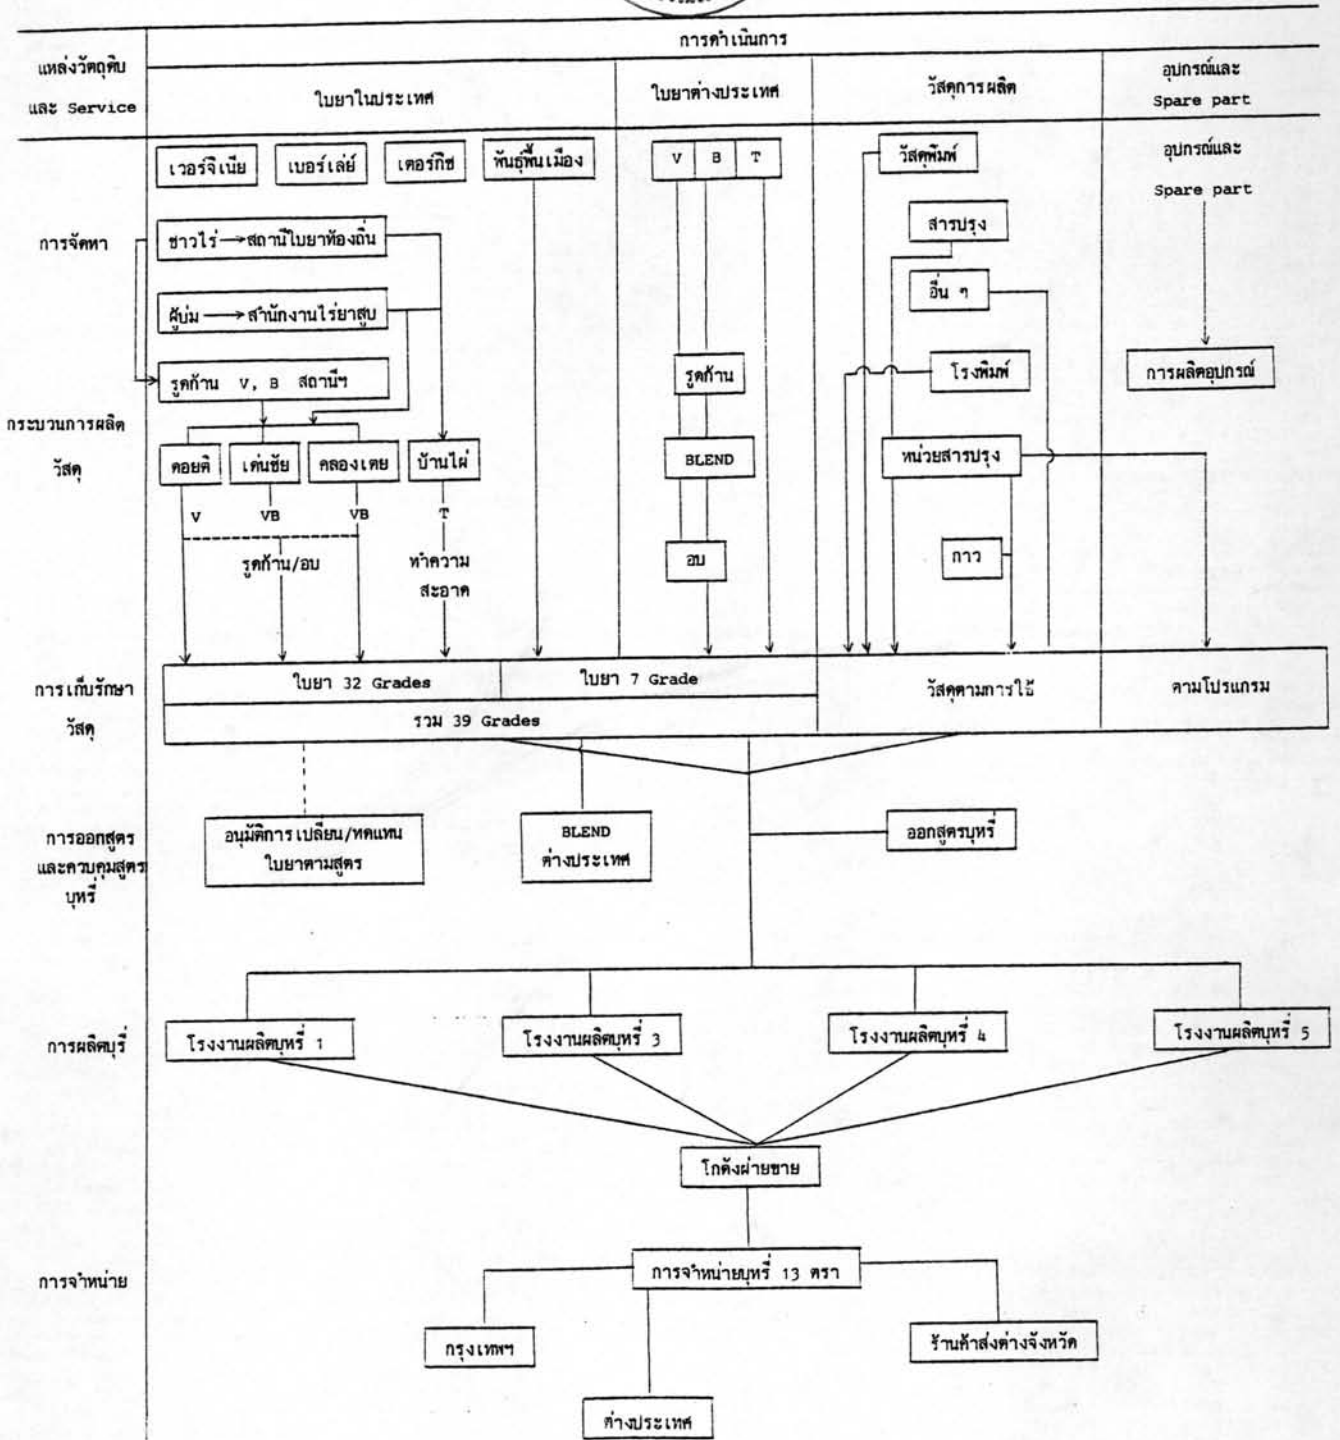 การดำเนินการ
แหล่งวัตถุดิบ
และ Service
ใบยาในประเทศ
ใบยาต่างประเทศ
วัสดุการผลิต
อุปกรณ์และ
Spare part
เวอร์จิเนีย
เบอร์เล่ย์
เตอร์กิช
พันธุ์พื้นเมือง
V B T
วัสดุพิมพ์
อุปกรณ์และ
Spare part
การจัดหา
ชาวไร่ → สถานีใบยาท้องถิ่น
สารปรุง
อื่น ๆ
ผู้บ่ม → สำนักงานไร่ยาสูบ
รูดก้าน V, B สถานีฯ
รูดก้าน
โรงพิมพ์
การผลิตอุปกรณ์
กระบวนการผลิต
วัสดุ
ดอยติ
เด่นชัย
คลองเตย
บ้านไผ่
BLEND
หน่วยสารปรุง
V VB VB T
รูดก้าน/อบ
ทำความ
สะอาด
อบ
กาว
การเก็บรักษา
วัสดุ
ใบยา 32 Grades
ใบยา 7 Grade
วัสดุตามการใช้
ตามโปรแกรม
รวม 39 Grades
การออกสูตร
และควบคุมสูตร
บุหรี่
อนุมัติการเปลี่ยน/ทดแทน
ใบยาตามสูตร
BLEND
ต่างประเทศ
ออกสูตรบุหรี่
การผลิตบุรี่
โรงงานผลิตบุหรี่ 1
โรงงานผลิตบุหรี่ 3
โรงงานผลิตบุหรี่ 4
โรงงานผลิตบุหรี่ 5
โกดังฝ่ายขาย
การจำหน่าย
การจำหน่ายบุหรี่ 13 ตรา
กรุงเทพฯ
ร้านค้าส่งต่างจังหวัด
ต่างประเทศ